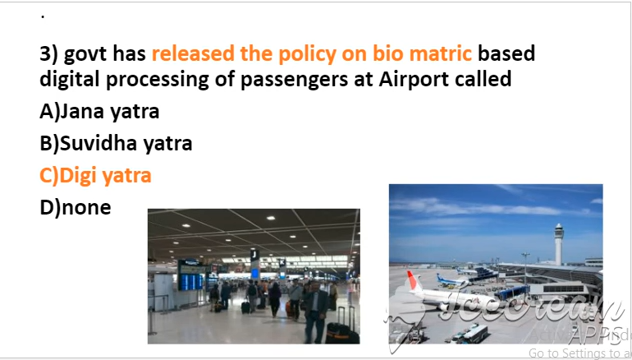 .
3) govt has released the policy on bio matric based
digital processing of passengers at Airport called
A)Jana yatra
B)Suvidha yatra
C)Digi yatra
D)none
Icecream
APPS
Go to Settings to a